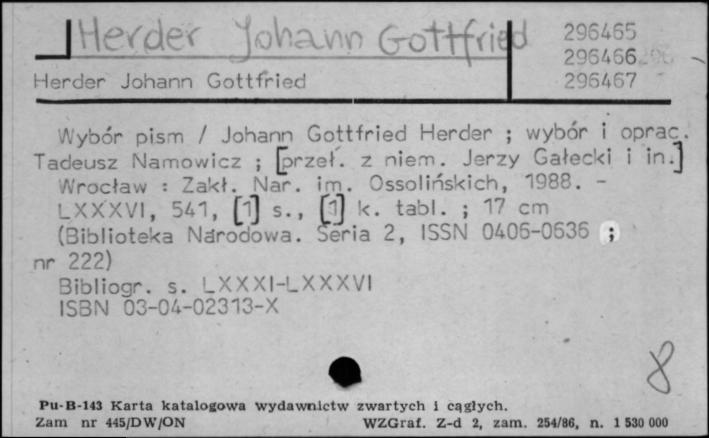 Herder Johann Gottfried
296465
296466
Herder Johann Gottfried
296467
Wybór pism / Johann Gottfried Herder ; wybór i oprac.
Tadeusz Namowicz ; [przeł. z niem. Jerzy Gałecki i in.]
Wrocław : Zakł. Nar. im. Ossolińskich, 1988. -
LXXXVI, 541, [1] s., [1] k. tabl. ; 17 cm
(Biblioteka Narodowa. Seria 2, ISSN 0406-0636 ;
nr 222)
Bibliogr. s. LXXXI-LXXXVI
ISBN 03-04-02313-X
8
Pu-B-143 Karta katalogowa wydawnictw zwartych i cągłych.
Zam nr 445/DW/ON WZGraf. Z-d 2, zam. 254/86, n. 1 530 000